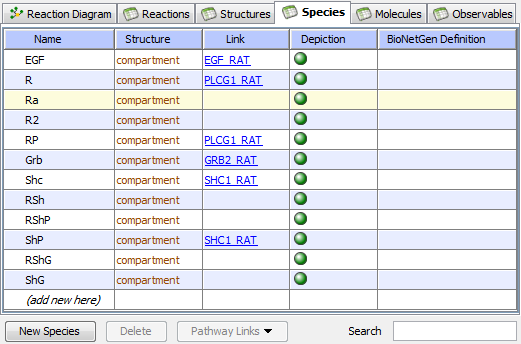 Reaction Diagram Reactions Structures Species Molecules Observables
Name Structure Link Depiction BioNetGen Definition
EGF compartment EGF_RAT
R compartment PLCG1_RAT
Ra compartment
R2 compartment
RP compartment PLCG1_RAT
Grb compartment GRB2_RAT
Shc compartment SHC1_RAT
RSh compartment
RShP compartment
ShP compartment SHC1_RAT
RShG compartment
ShG compartment
(add new here)
New Species Delete Pathway Links Search